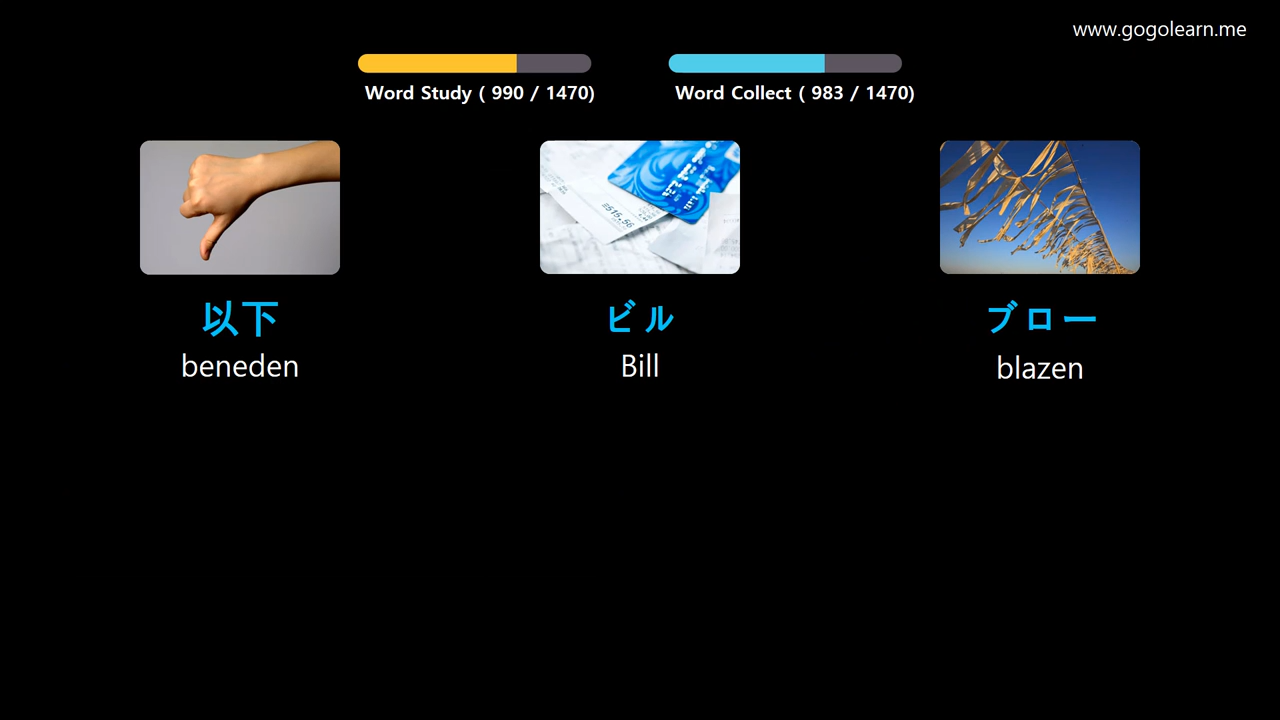 www.gogolearn.me
Word Study ( 990 / 1470)
Word Collect ( 983 / 1470)
以下
beneden
ビル
Bill
ブロー
blazen